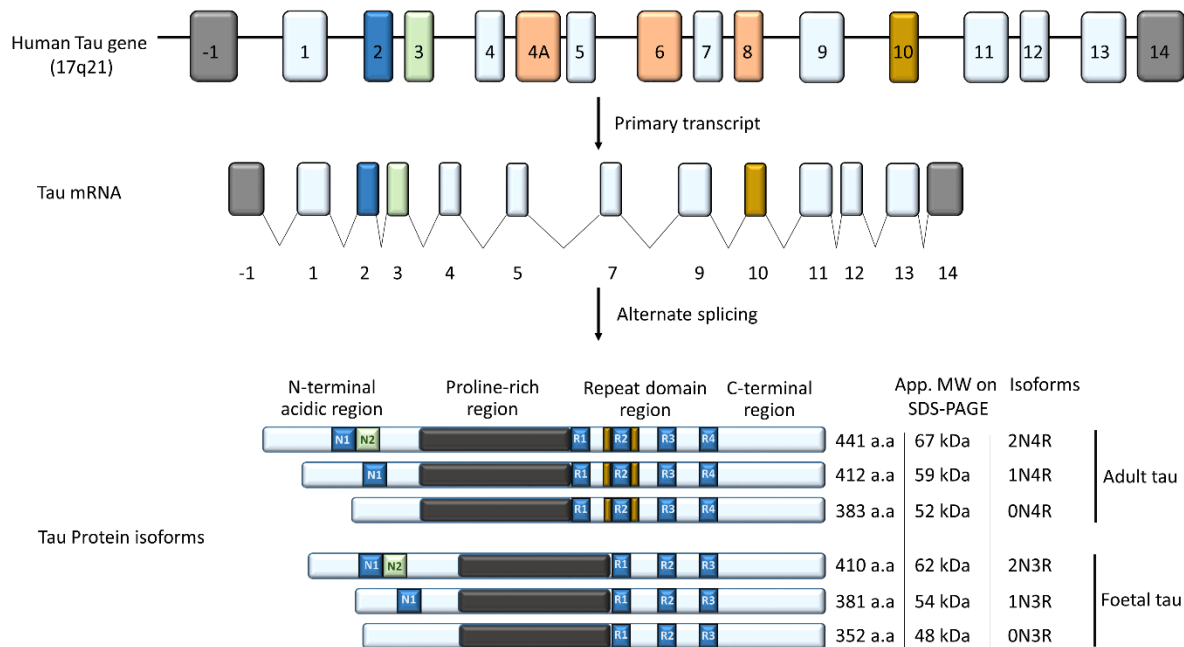 Human Tau gene
(17q21)
-1 1 2 3 4 4A 5 6 7 8 9 10 11 12 13 14
Primary transcript
Tau mRNA
-1 1 2 3 4 5 7 9 10 11 12 13 14
Alternate splicing
N-terminal
acidic region
Proline-rich
region
Repeat domain
region
C-terminal
region
App. MW on
SDS-PAGE
Isoforms
N1 N2 R1 R2 R3 R4 441 a.a 67 kDa 2N4R
N1 R1 R2 R3 R4 412 a.a 59 kDa 1N4R
R1 R2 R3 R4 383 a.a 52 kDa 0N4R
Adult tau
Tau Protein isoforms
N1 N2 R1 R2 R3 410 a.a 62 kDa 2N3R
N1 R1 R2 R3 381 a.a 54 kDa 1N3R
R1 R2 R3 352 a.a 48 kDa 0N3R
Foetal tau